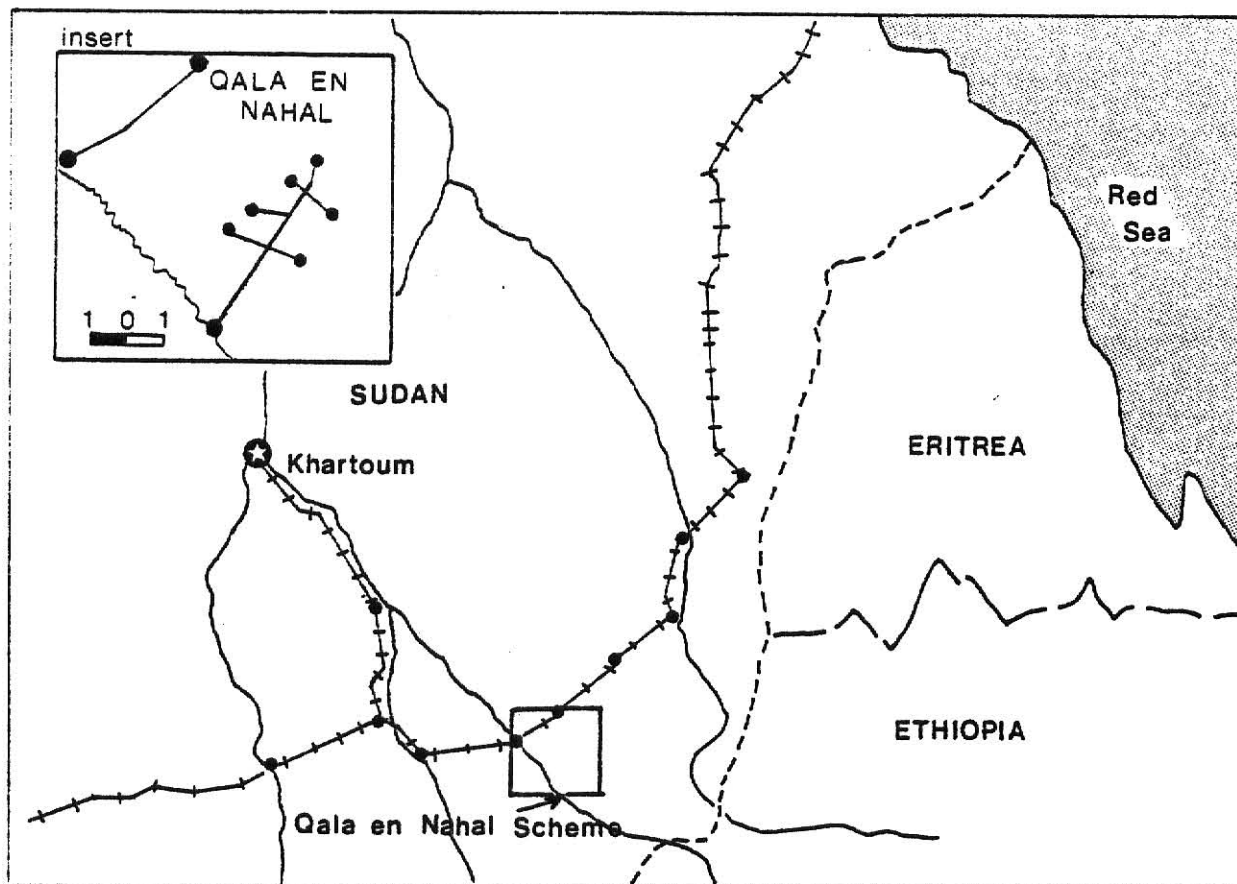 insert
QALA EN
NAHAL
1 0 1
Red
Sea
SUDAN
ERITREA
Khartoum
ETHIOPIA
Qala en Nahal Scheme